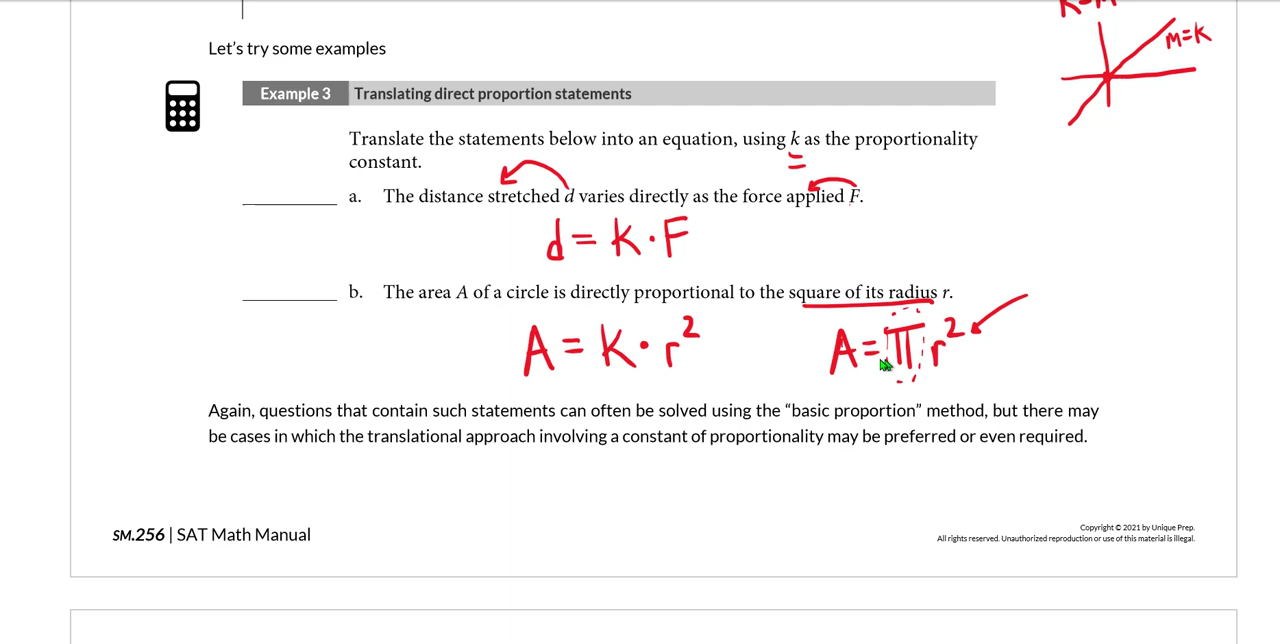 K=M
m=k
Let's try some examples
Example 3 Translating direct proportion statements
Translate the statements below into an equation, using k as the proportionality
constant.
a. The distance stretched d varies directly as the force applied F.
d = K · F
b. The area A of a circle is directly proportional to the square of its radius r.
A = K · r² A = π r²
Again, questions that contain such statements can often be solved using the “basic proportion” method, but there may
be cases in which the translational approach involving a constant of proportionality may be preferred or even required.
SM.256 | SAT Math Manual
Copyright © 2021 by Unique Prep.
All rights reserved. Unauthorized reproduction or use of this material is illegal.